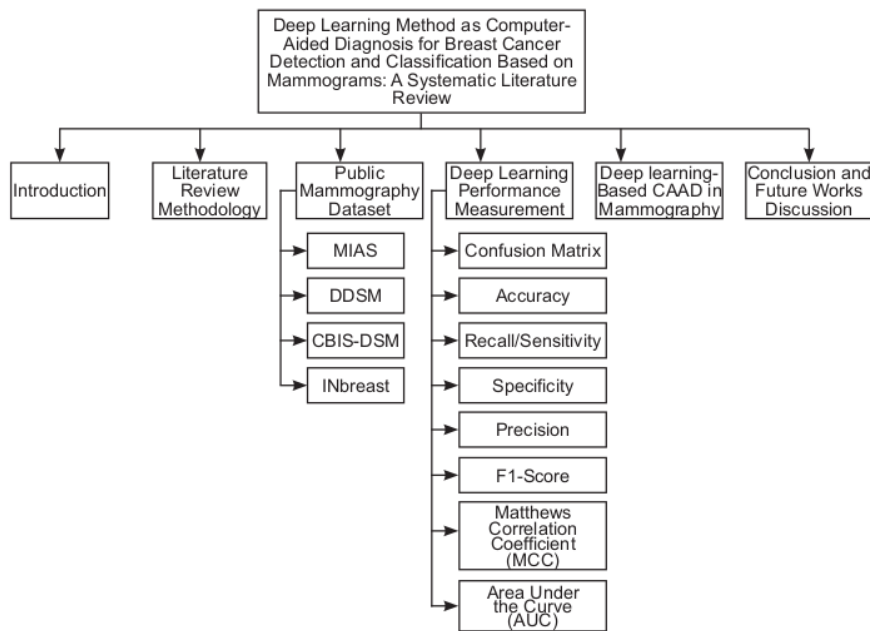 Deep Learning Method as Computer-
Aided Diagnosis for Breast Cancer
Detection and Classification Based on
Mammograms: A Systematic Literature
Review
Introduction
Literature
Review
Methodology
Public
Mammography
Dataset
Deep Learning
Performance
Measurement
Deep learning-
Based CAAD in
Mammography
Conclusion and
Future Works
Discussion
MIAS
DDSM
CBIS-DSM
INbreast
Confusion Matrix
Accuracy
Recall/Sensitivity
Specificity
Precision
F1-Score
Matthews
Correlation
Coefficient
(MCC)
Area Under
the Curve
(AUC)